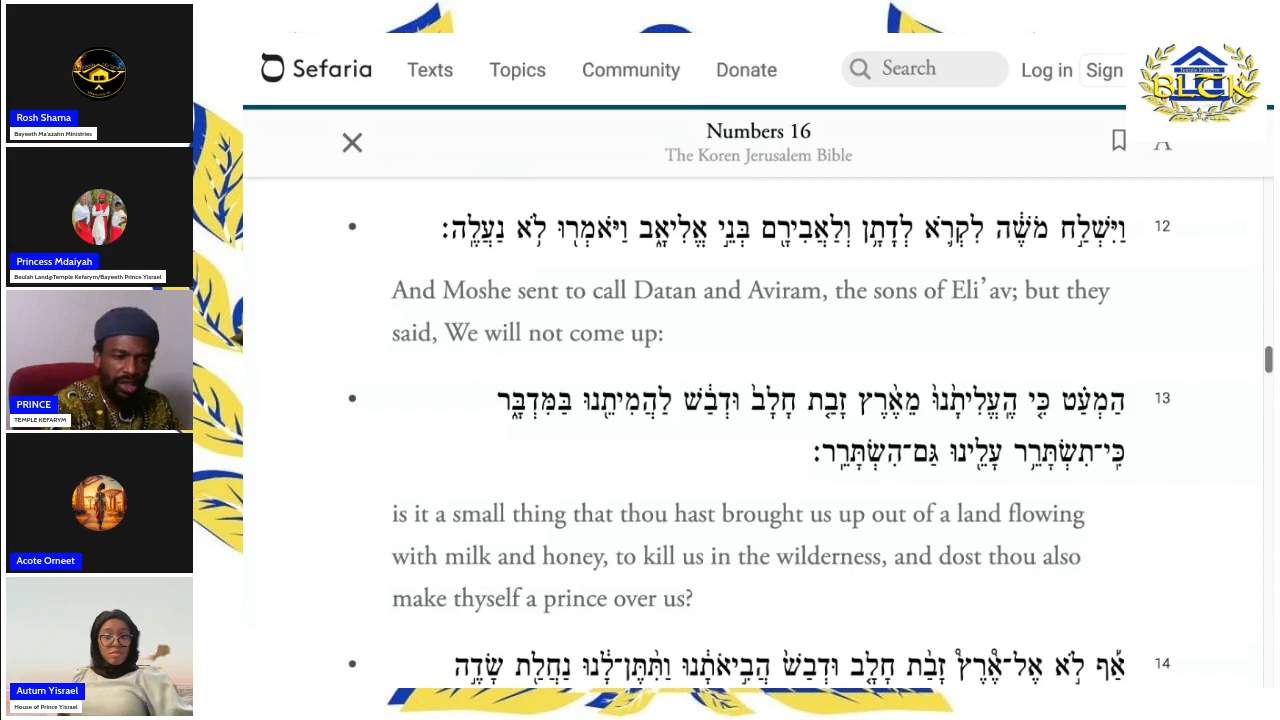 Rosh Shama
Bayeeth Ma'azahn Ministries
Princess Mdaiyah
Beulah Land@Temple Kefarym/Bayeeth Prince Yisrael
PRINCE
TEMPLE KEFARYM
Acote Orneet
Autum Yisrael
House of Prince Yisrael
Sefaria
Texts
Topics
Community
Donate
Search
Log in
Sign
BLTK
Numbers 16
The Koren Jerusalem Bible
A
12
וַיִּשְׁלַ֣ח מֹשֶׁ֔ה לִקְרֹ֛א לְדָתָ֥ן וְלַאֲבִירָ֖ם בְּנֵ֣י אֱלִיאָ֑ב וַיֹּאמְר֖וּ לֹ֥א נַעֲלֶֽה׃
And Moshe sent to call Datan and Aviram, the sons of Eli’av; but they
said, We will not come up:
13
הַמְעַ֗ט כִּ֤י הֶֽעֱלִיתָ֙נוּ֙ מֵאֶ֨רֶץ זָבַ֤ת חָלָב֙ וּדְבַ֔שׁ לַהֲמִיתֵ֖נוּ בַּמִּדְבָּ֑ר
כִּֽי־תִשְׂתָּרֵ֥ר עָלֵ֖ינוּ גַּם־הִשְׂתָּרֵֽר׃
is it a small thing that thou hast brought us up out of a land flowing
with milk and honey, to kill us in the wilderness, and dost thou also
make thyself a prince over us?
14
אַ֡ף לֹ֣א אֶל־אֶ֩רֶץ֩ זָבַ֨ת חָלָ֤ב וּדְבַשׁ֙ הֲבִ֣יאֹתָ֔נוּ וַתִּ֨תֶּן־לָ֔נוּ נַחֲלַ֖ת שָׂדֶ֣ה